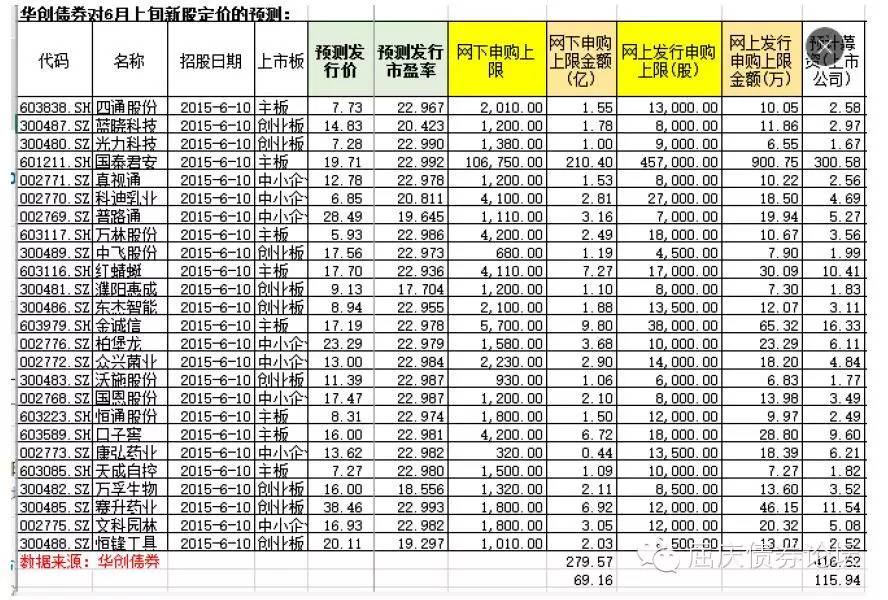 华创债券对6月上旬新股定价的预测:
代码 名称 招股日期 上市板 预测发行价 预测发行市盈率 网下申购上限 网下申购上限金额(亿) 网上发行申购上限(股) 网上发行申购上限金额(万) 预计募资(上市公司)
603838.SH 四通股份 2015-6-10 主板 7.73 22.967 2,010.00 1.55 13,000.00 10.05 2.58
300487.SZ 蓝晓科技 2015-6-10 创业板 14.83 20.423 1,200.00 1.78 8,000.00 11.86 2.97
300480.SZ 光力科技 2015-6-10 创业板 7.28 22.990 1,380.00 1.00 9,000.00 6.55 1.67
601211.SH 国泰君安 2015-6-10 主板 19.71 22.992 106,750.00 210.40 457,000.00 900.75 300.58
002771.SZ 真视通 2015-6-10 中小企 12.78 22.978 1,200.00 1.53 8,000.00 10.22 2.56
002770.SZ 科迪乳业 2015-6-10 中小企 6.85 20.811 4,100.00 2.81 27,000.00 18.50 4.69
002769.SZ 普路通 2015-6-10 中小企 28.49 19.645 1,110.00 3.16 7,000.00 19.94 5.27
603117.SH 万林股份 2015-6-10 主板 5.93 22.986 4,200.00 2.49 18,000.00 10.67 3.56
300489.SZ 中飞股份 2015-6-10 创业板 17.56 22.973 680.00 1.19 4,500.00 7.90 1.99
603116.SH 红蜻蜓 2015-6-10 主板 17.70 22.936 4,110.00 7.27 17,000.00 30.09 10.41
300481.SZ 濮阳惠成 2015-6-10 创业板 9.13 17.704 1,200.00 1.10 8,000.00 7.30 1.83
300486.SZ 东杰智能 2015-6-10 创业板 8.94 22.955 2,100.00 1.88 13,500.00 12.07 3.11
603979.SH 金诚信 2015-6-10 主板 17.19 22.978 5,700.00 9.80 38,000.00 65.32 16.33
002776.SZ 柏堡龙 2015-6-10 中小企 23.29 22.979 1,580.00 3.68 10,000.00 23.29 6.11
002772.SZ 众兴菌业 2015-6-10 中小企 13.00 22.984 2,230.00 2.90 14,000.00 18.20 4.84
300483.SZ 沃施股份 2015-6-10 创业板 11.39 22.987 930.00 1.06 6,000.00 6.83 1.77
002768.SZ 国恩股份 2015-6-10 中小企 17.47 22.987 1,200.00 2.10 8,000.00 13.98 3.49
603223.SH 恒通股份 2015-6-10 主板 8.31 22.974 1,800.00 1.50 12,000.00 9.97 2.49
603589.SH 口子窖 2015-6-10 主板 16.00 22.981 4,200.00 6.72 18,000.00 28.80 9.60
002773.SZ 康弘药业 2015-6-10 中小企 13.62 22.982 320.00 0.44 13,500.00 18.39 6.21
603085.SH 天成自控 2015-6-10 主板 7.27 22.980 1,500.00 1.09 10,000.00 7.27 1.82
300482.SZ 万孚生物 2015-6-10 创业板 16.00 18.556 1,320.00 2.11 8,500.00 13.60 3.52
300485.SZ 赛升药业 2015-6-10 创业板 38.46 22.993 1,800.00 6.92 12,000.00 46.15 11.54
002775.SZ 文科园林 2015-6-10 中小企 16.93 22.982 1,800.00 3.05 12,000.00 20.32 5.08
300488.SZ 恒锋工具 2015-6-10 创业板 20.11 19.297 1,010.00 2.03 500.00 13.07 2.52
数据来源：华创债券 279.57 416.52
69.16 115.94
屈庆债券论坛